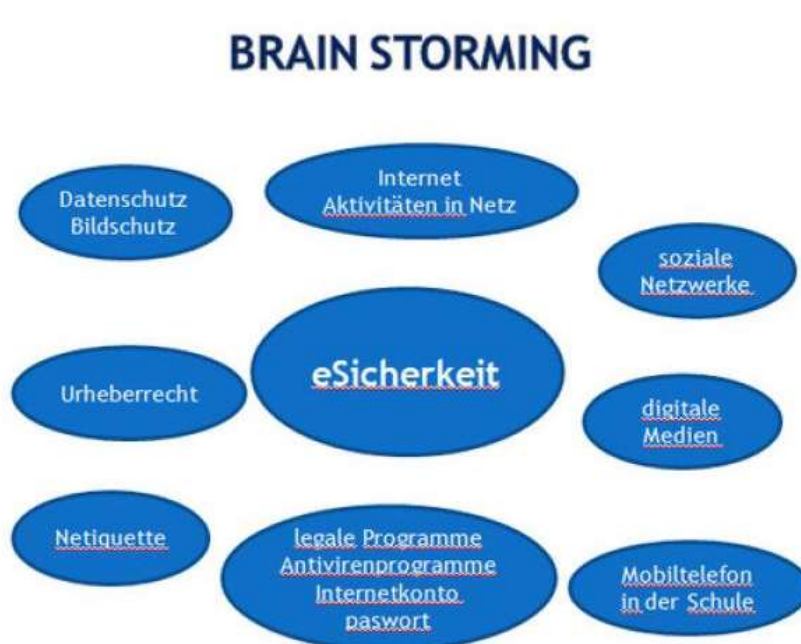 BRAIN STORMING
Datenschutz
Bildschutz
Internet
Aktivitäten in Netz
soziale
Netzwerke
Urheberrecht
eSicherkeit
digitale
Medien
Netiquette
legale Programme
Antivirenprogramme
Internetkonto
paswort
Mobiltelefon
in der Schule